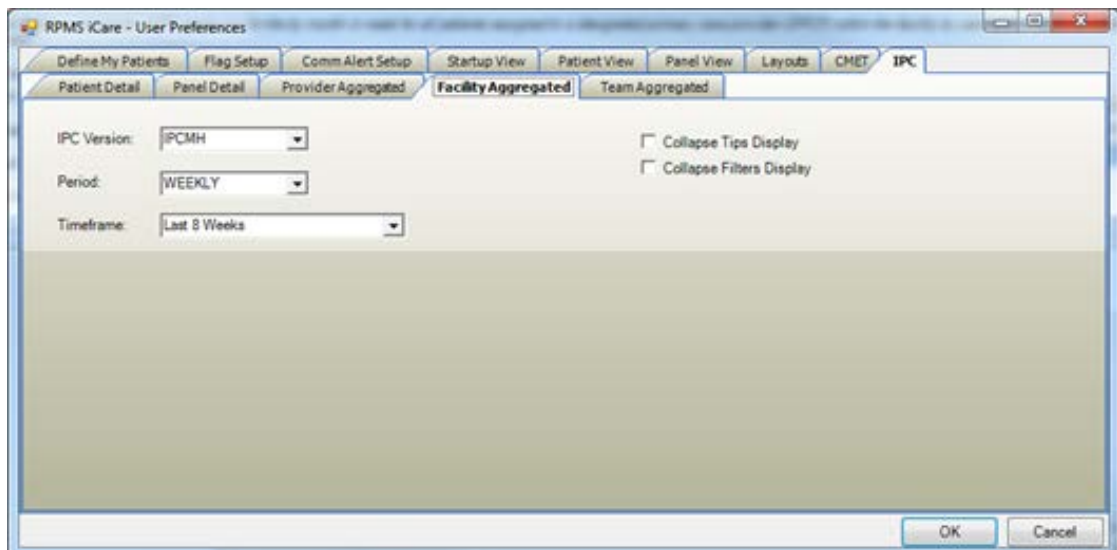 RPMS iCare - User Preferences
Define My Patients Flag Setup Comm Alert Setup Startup View Patient View Panel View Layouts CMET IPC
Patient Detail Panel Detail Provider Aggregated Facility Aggregated Team Aggregated
IPC Version: IPCMH Collapse Tips Display
Collapse Filters Display
Period: WEEKLY
Timeframe: Last 8 Weeks
OK Cancel